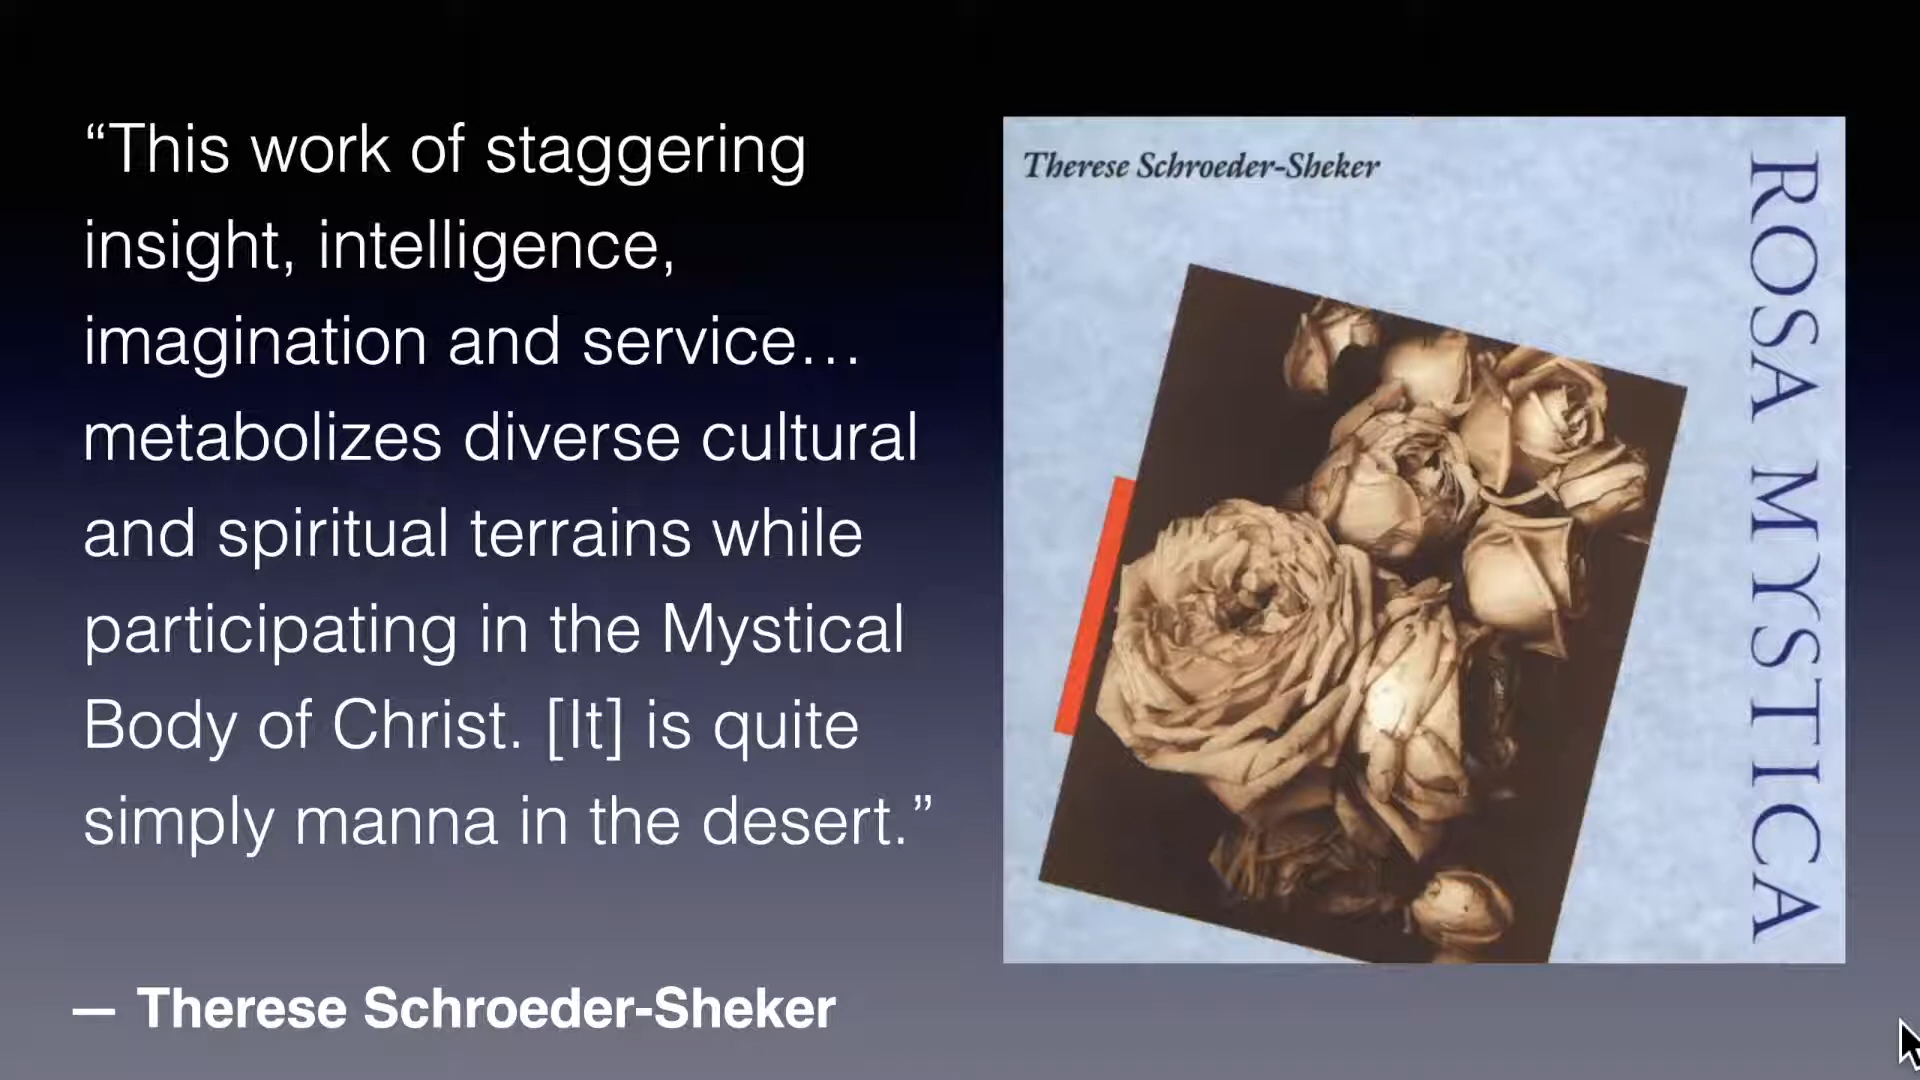 “This work of staggering
insight, intelligence,
imagination and service…
metabolizes diverse cultural
and spiritual terrains while
participating in the Mystical
Body of Christ. [It] is quite
simply manna in the desert.”
— Therese Schroeder-Sheker
Therese Schroeder-Sheker
ROSA MYSTICA